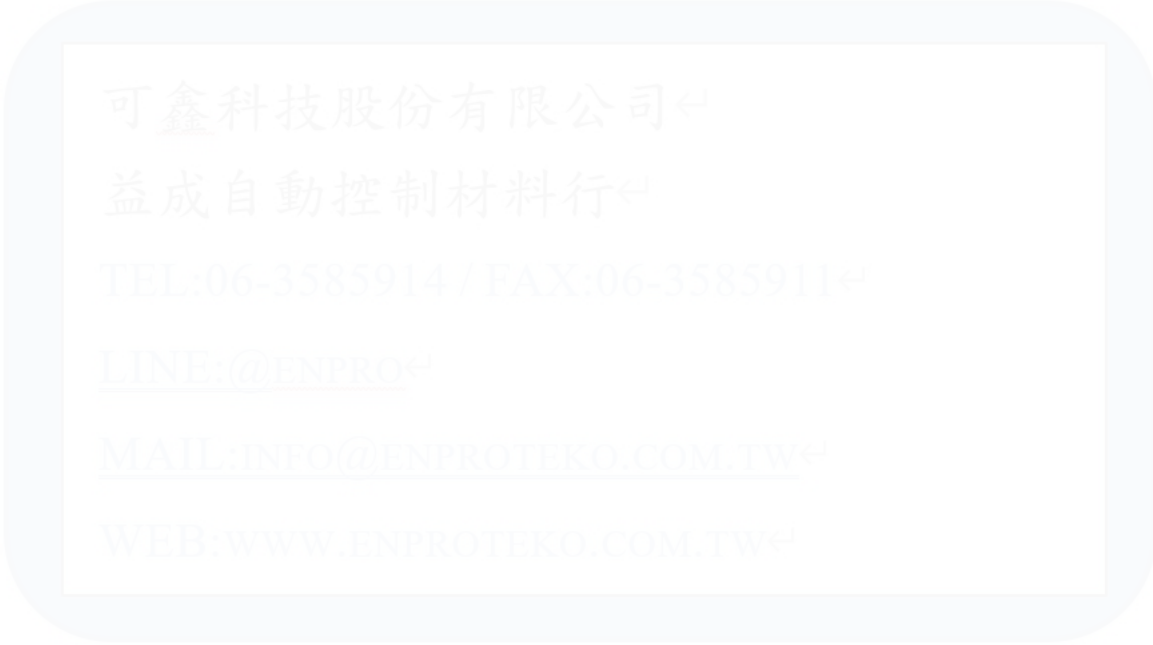 可鑫科技股份有限公司
益成自動控制材料行
TEL:06-3585914 / FAX:06-3585911
LINE:@ENPRO
MAIL:INFO@ENPROTEKO.COM.TW
WEB:WWW.ENPROTEKO.COM.TW